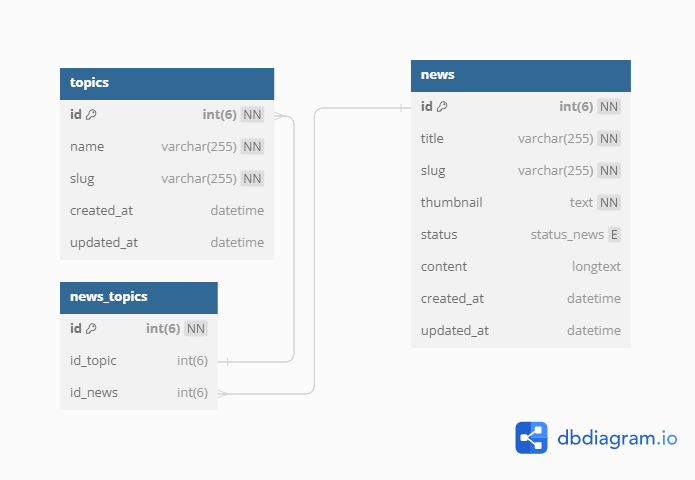 topics
id int(6) NN
name varchar(255) NN
slug varchar(255) NN
created_at datetime
updated_at datetime
news_topics
id int(6) NN
id_topic int(6)
id_news int(6)
news
id int(6) NN
title varchar(255) NN
slug varchar(255) NN
thumbnail text NN
status status_news E
content longtext
created_at datetime
updated_at datetime
dbdiagram.io